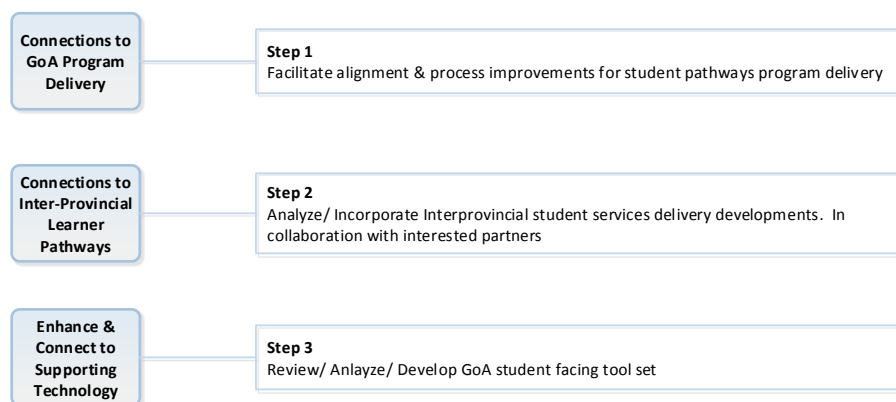 Connections to
GoA Program
Delivery
Step 1
Facilitate alignment & process improvements for student pathways program delivery
Connections to
Inter-Provincial
Learner
Pathways
Step 2
Analyze/ Incorporate Interprovincial student services delivery developments. In
collaboration with interested partners
Enhance &
Connect to
Supporting
Technology
Step 3
Review/ Anlayze/ Develop GoA student facing tool set